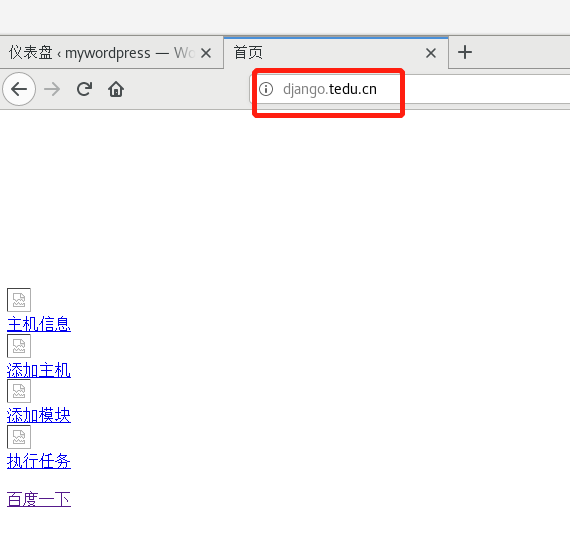 仪表盘 ‹ mywordpress — Wo
首页
django.tedu.cn
主机信息
添加主机
添加模块
执行任务
百度一下